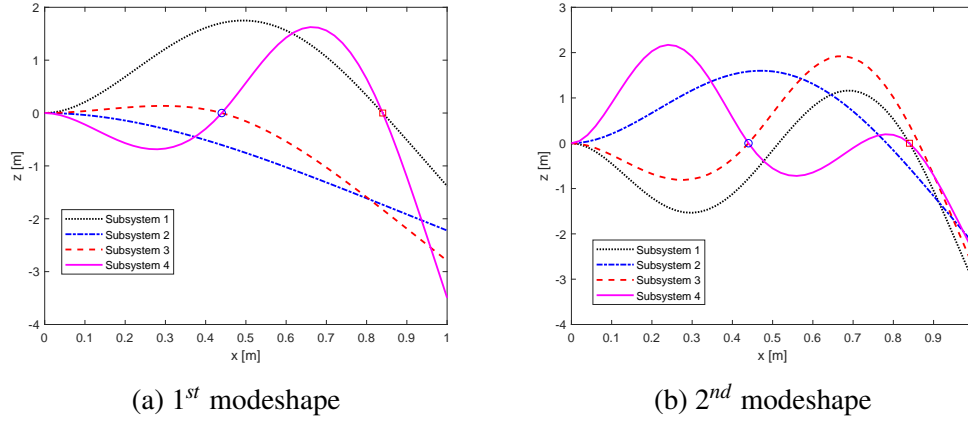 2
1
0
-1
-2
-3
-4
z [m]
Subsystem 1
Subsystem 2
Subsystem 3
Subsystem 4
0 0.1 0.2 0.3 0.4 0.5 0.6 0.7 0.8 0.9 1
x [m]
(a) 1st modeshape
3
2
1
0
-1
-2
-3
-4
z [m]
Subsystem 1
Subsystem 2
Subsystem 3
Subsystem 4
0 0.1 0.2 0.3 0.4 0.5 0.6 0.7 0.8 0.9
x [m]
(b) 2nd modeshape